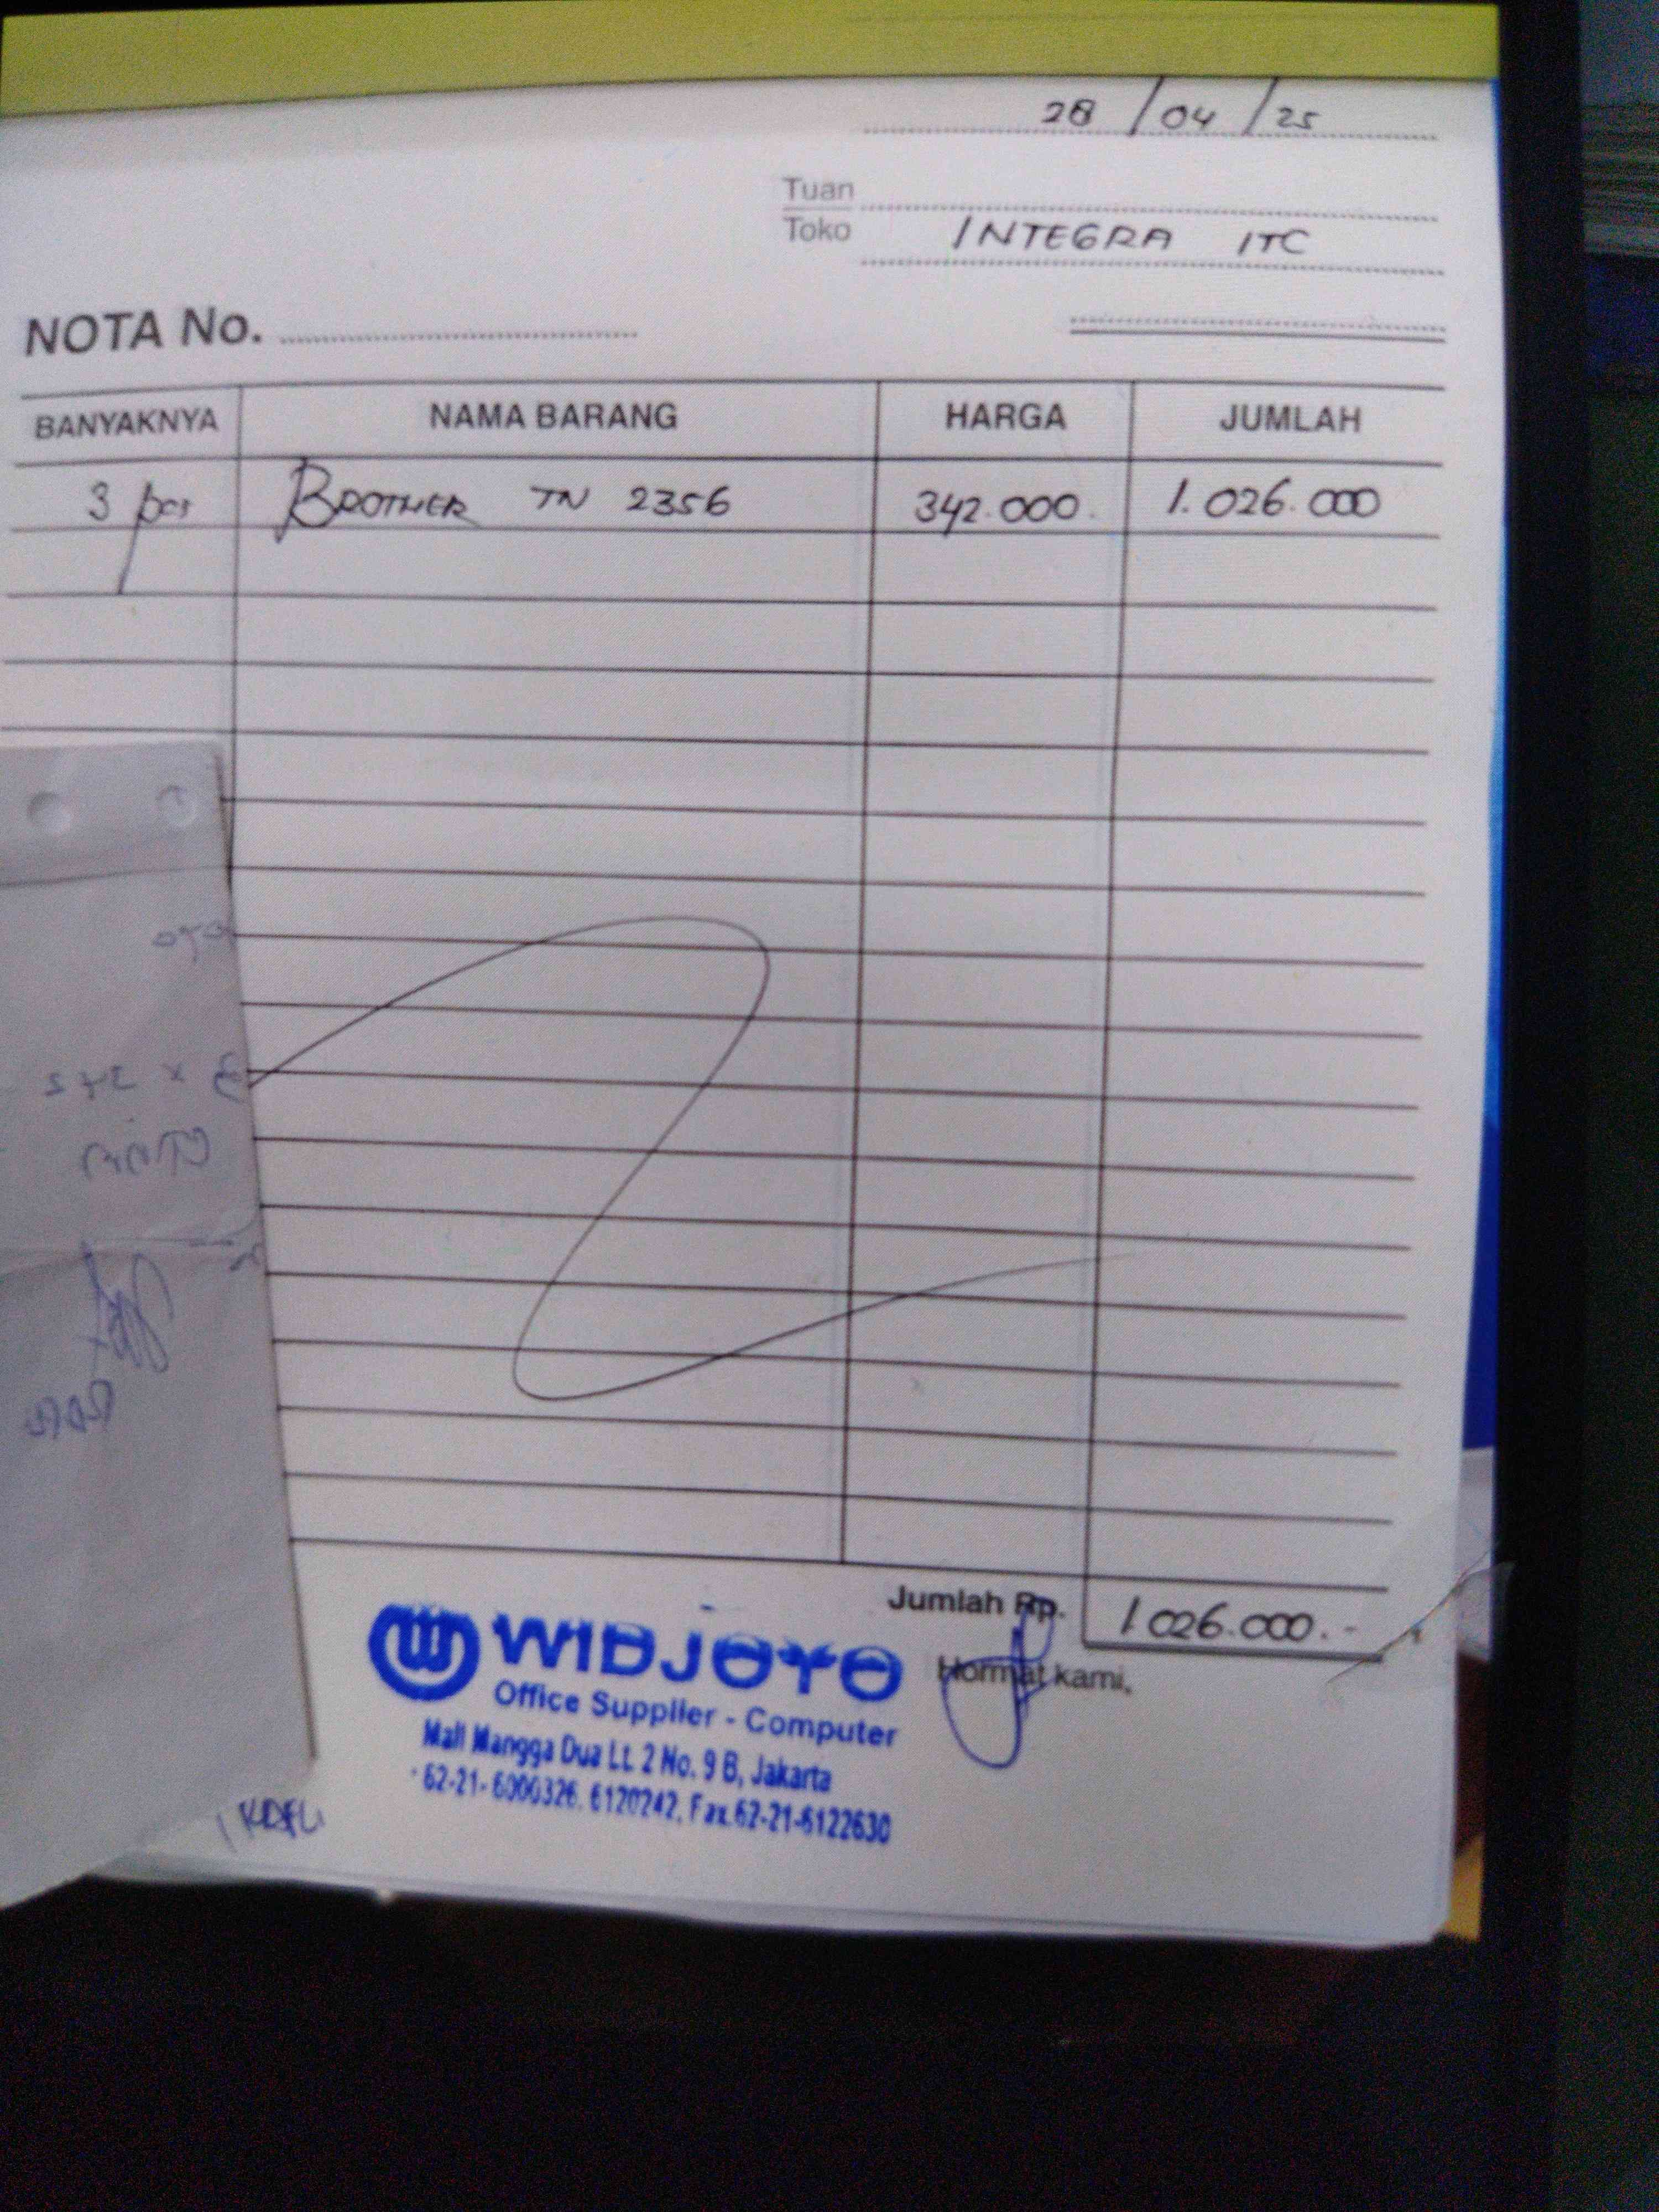 28 / 04 / 25
Tuan
Toko INTEGRA ITC
NOTA No.
BANYAKNYA NAMA BARANG HARGA JUMLAH
3 pcs BROTHER TN 2356 342.000. 1.026.000
Jumlah Rp. 1 026.000.-
Hormat kami,
WIDJOYO
Office Supplier - Computer
Mall Mangga Dua Lt. 2 No. 9 B, Jakarta
62-21- 6000326, 6120242, Fax.62-21-6122630